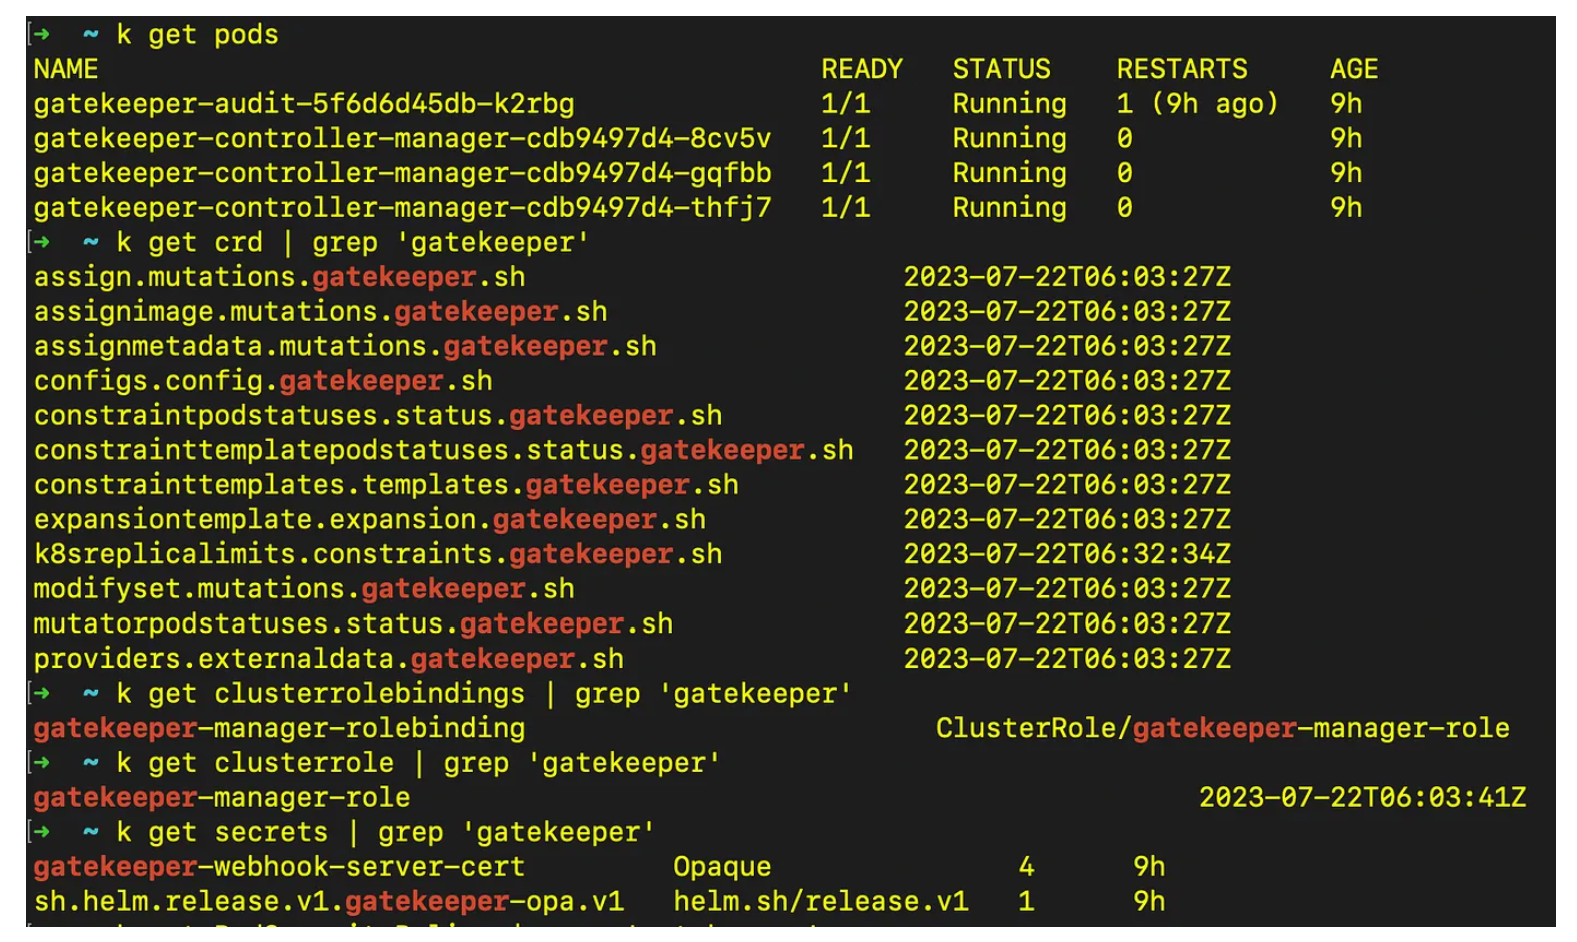 [→ ~ k get pods
NAME READY STATUS RESTARTS AGE
gatekeeper-audit-5f6d6d45db-k2rbg 1/1 Running 1 (9h ago) 9h
gatekeeper-controller-manager-cdb9497d4-8cv5v 1/1 Running 0 9h
gatekeeper-controller-manager-cdb9497d4-gqfbb 1/1 Running 0 9h
gatekeeper-controller-manager-cdb9497d4-thfj7 1/1 Running 0 9h
[→ ~ k get crd | grep 'gatekeeper'
assign.mutations.gatekeeper.sh 2023-07-22T06:03:27Z
assignimage.mutations.gatekeeper.sh 2023-07-22T06:03:27Z
assignmetadata.mutations.gatekeeper.sh 2023-07-22T06:03:27Z
configs.config.gatekeeper.sh 2023-07-22T06:03:27Z
constraintpodstatuses.status.gatekeeper.sh 2023-07-22T06:03:27Z
constrainttemplatepodstatuses.status.gatekeeper.sh 2023-07-22T06:03:27Z
constrainttemplates.templates.gatekeeper.sh 2023-07-22T06:03:27Z
expansiontemplate.expansion.gatekeeper.sh 2023-07-22T06:03:27Z
k8sreplicalimits.constraints.gatekeeper.sh 2023-07-22T06:32:34Z
modifyset.mutations.gatekeeper.sh 2023-07-22T06:03:27Z
mutatorpodstatuses.status.gatekeeper.sh 2023-07-22T06:03:27Z
providers.externaldata.gatekeeper.sh 2023-07-22T06:03:27Z
[→ ~ k get clusterrolebindings | grep 'gatekeeper'
gatekeeper-manager-rolebinding ClusterRole/gatekeeper-manager-role
[→ ~ k get clusterrole | grep 'gatekeeper'
gatekeeper-manager-role 2023-07-22T06:03:41Z
[→ ~ k get secrets | grep 'gatekeeper'
gatekeeper-webhook-server-cert Opaque 4 9h
sh.helm.release.v1.gatekeeper-opa.v1 helm.sh/release.v1 1 9h